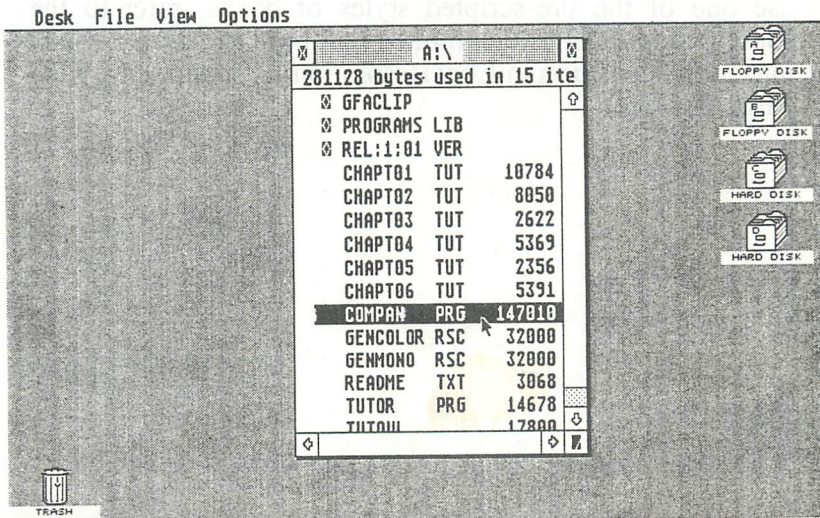 Desk File View Options
A:\
281128 bytes used in 15 ite
GFACLIP
PROGRAMS LIB
REL:1:01 VER
CHAPT01 TUT 10784
CHAPT02 TUT 8050
CHAPT03 TUT 2622
CHAPT04 TUT 5369
CHAPT05 TUT 2356
CHAPT06 TUT 5391
COMPAN PRG 147010
GENCOLOR RSC 32000
GENMONO RSC 32000
README TXT 3068
TUTOR PRG 14678
17800
A
FLOPPY DISK
B
FLOPPY DISK
C
HARD DISK
D
HARD DISK
TRASH